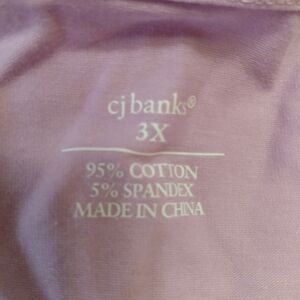 cj banks®
3X
95% COTTON
5% SPANDEX
MADE IN CHINA